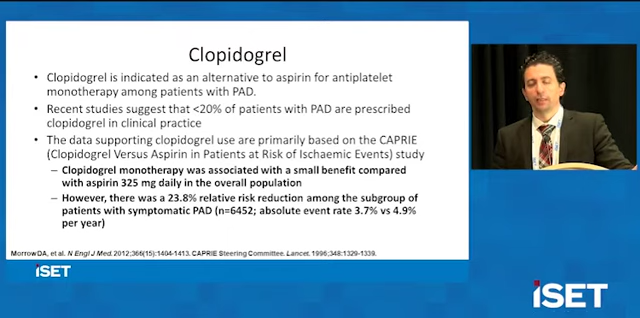 Clopidogrel
• Clopidogrel is indicated as an alternative to aspirin for antiplatelet
monotherapy among patients with PAD.
• Recent studies suggest that <20% of patients with PAD are prescribed
clopidogrel in clinical practice
• The data supporting clopidogrel use are primarily based on the CAPRIE
(Clopidogrel Versus Aspirin in Patients at Risk of Ischaemic Events) study
– Clopidogrel monotherapy was associated with a small benefit compared
with aspirin 325 mg daily in the overall population
– However, there was a 23.8% relative risk reduction among the subgroup of
patients with symptomatic PAD (n=6452; absolute event rate 3.7% vs 4.9%
per year)
MorrowDA, et al. N Engl J Med. 2012;366(15):1404-1413. CAPRIE Steering Committee. Lancet. 1996;348:1329-1339.
iSET
iSET